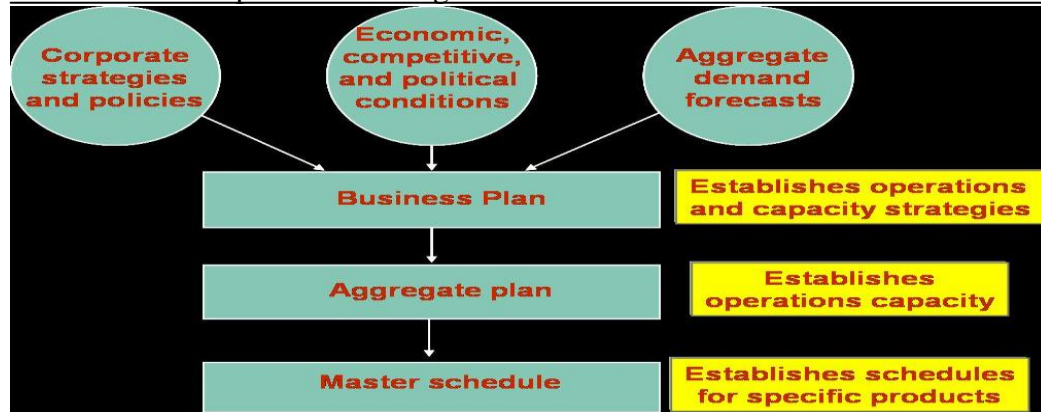 Corporate
strategies
and policies
Economic,
competitive,
and political
conditions
Aggregate
demand
forecasts
Business Plan
Establishes operations
and capacity strategies
Aggregate plan
Establishes
operations capacity
Master schedule
Establishes schedules
for specific products